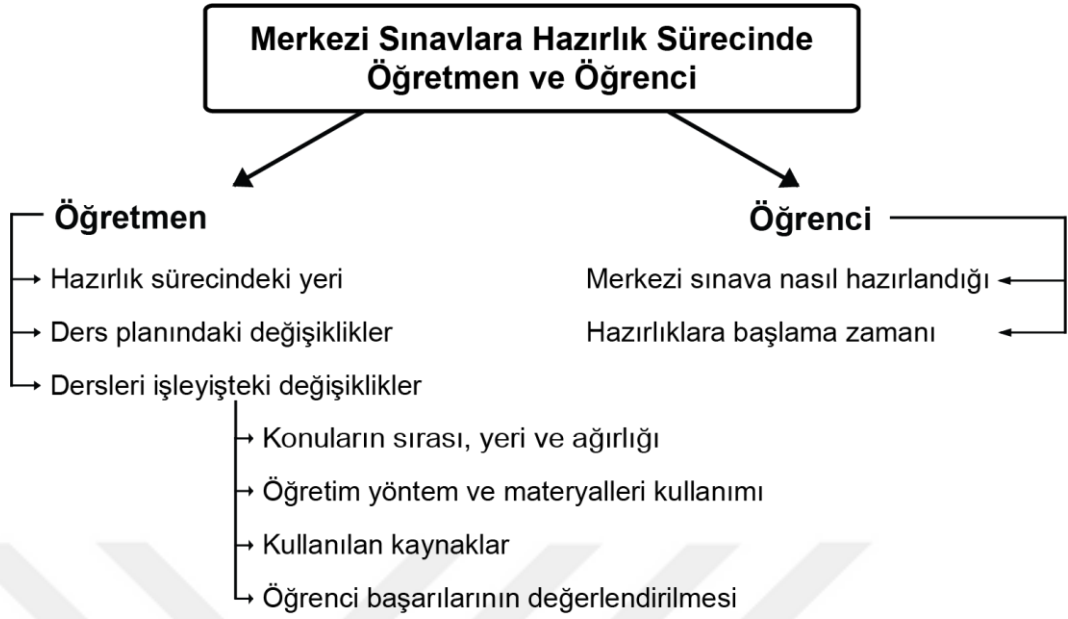 Merkezi Sınavlara Hazırlık Sürecinde
Öğretmen ve Öğrenci
Öğretmen
Hazırlık sürecindeki yeri
Ders planındaki değişiklikler
Dersleri işleyişteki değişiklikler
Konuların sırası, yeri ve ağırlığı
Öğretim yöntem ve materyalleri kullanımı
Kullanılan kaynaklar
Öğrenci başarılarının değerlendirilmesi
Öğrenci
Merkezi sınava nasıl hazırlandığı
Hazırlıklara başlama zamanı